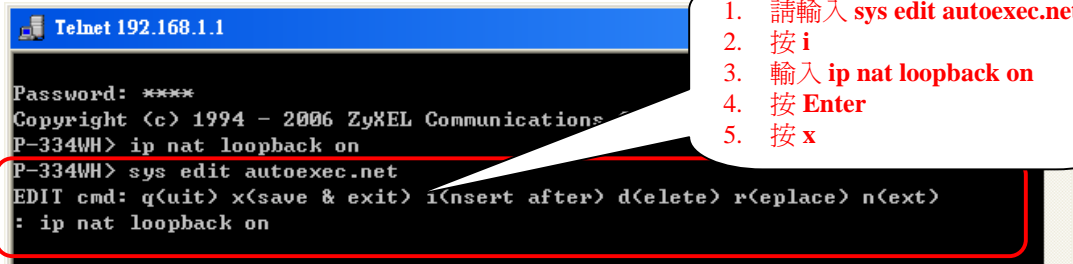 Telnet 192.168.1.1
1. 請輸入 sys edit autoexec.net
2. 按 i
3. 輸入 ip nat loopback on
4. 按 Enter
5. 按 x
Password: ****
Copyright (c) 1994 - 2006 ZyXEL Communications
P-334WH> ip nat loopback on
P-334WH> sys edit autoexec.net
EDIT cmd: q(uit) x(save & exit) i(nsert after) d(elete) r(eplace) n(ext)
: ip nat loopback on